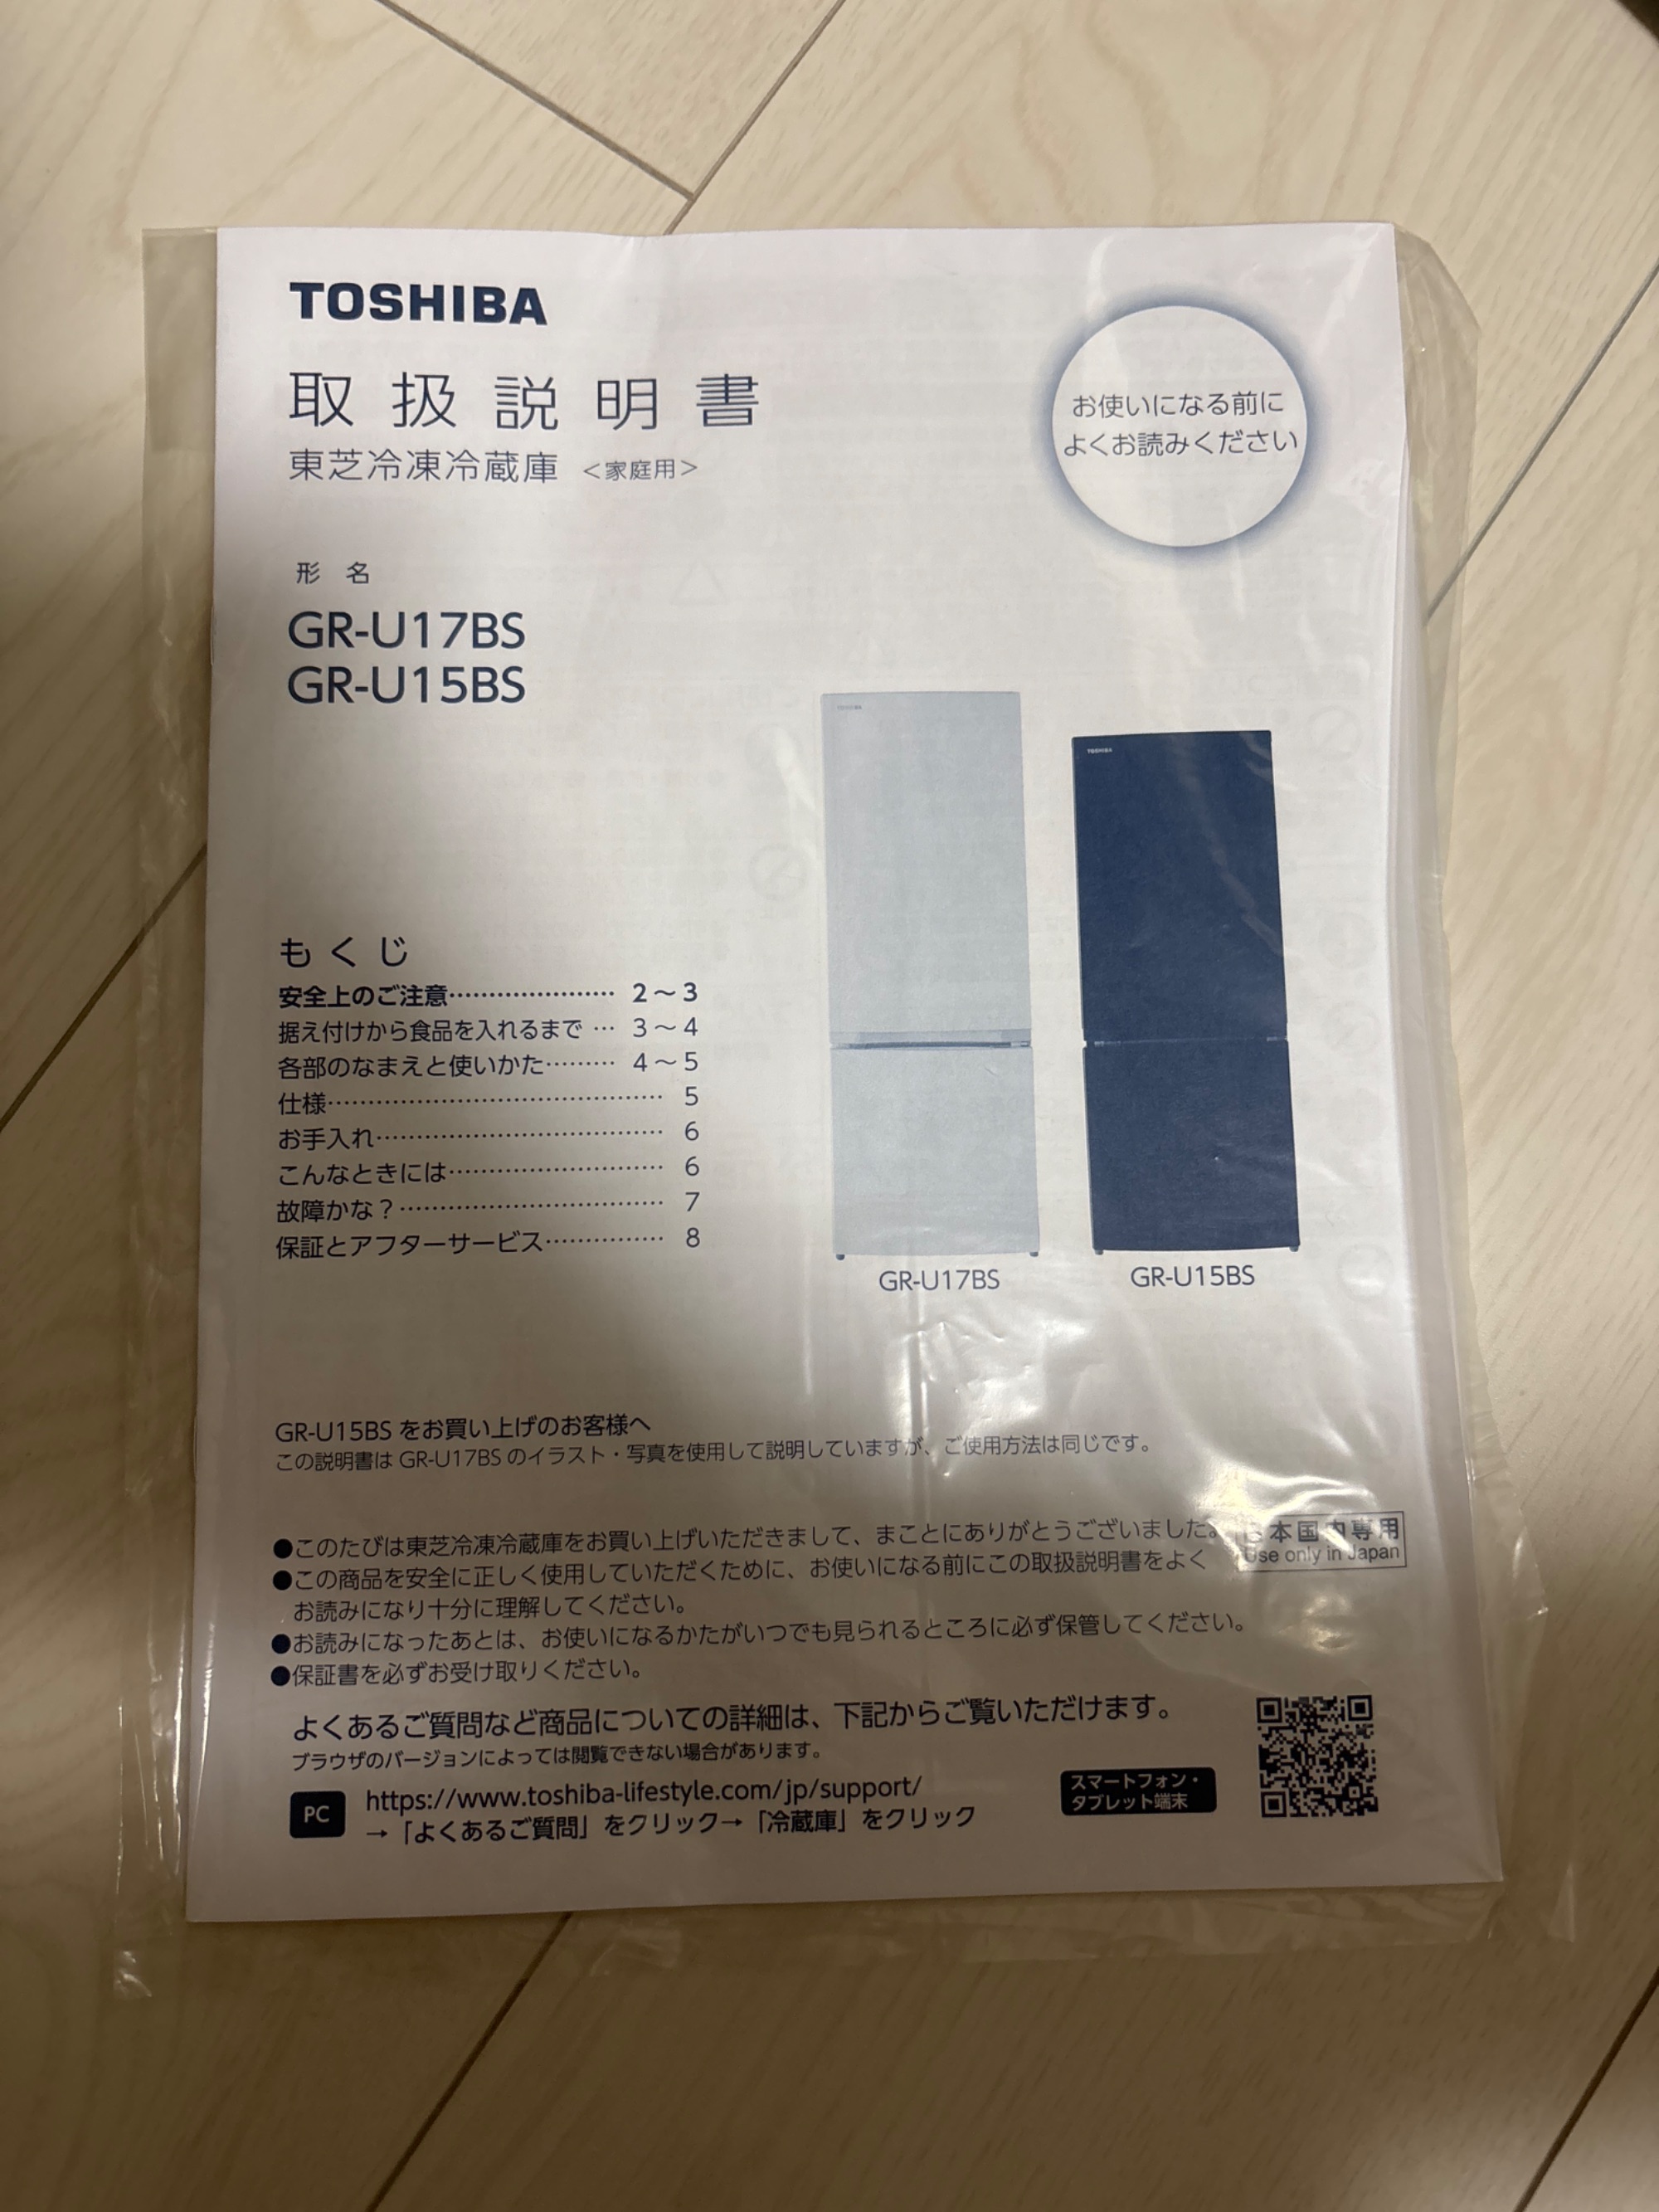 TOSHIBA
取扱説明書
東芝冷凍冷蔵庫 <家庭用>
お使いになる前に
よくお読みください
形 名
GR-U17BS
GR-U15BS
TOSHIBA
TOSHIBA
GR-U17BS
GR-U15BS
もくじ
安全上のご注意………………… 2～3
据え付けから食品を入れるまで … 3～4
各部のなまえと使いかた……… 4～5
仕様…………………………………… 5
お手入れ……………………………… 6
こんなときには……………………… 6
故障かな？…………………………… 7
保証とアフターサービス…………… 8
GR-U15BS をお買い上げのお客様へ
この説明書は GR-U17BS のイラスト・写真を使用して説明していますが、ご使用方法は同じです。
●このたびは東芝冷凍冷蔵庫をお買い上げいただきまして、まことにありがとうございました。
●この商品を安全に正しく使用していただくために、お使いになる前にこの取扱説明書をよく
お読みになり十分に理解してください。
●お読みになったあとは、お使いになるかたがいつでも見られるところに必ず保管してください。
●保証書を必ずお受け取りください。
日本国内専用
Use only in Japan
よくあるご質問など商品についての詳細は、下記からご覧いただけます。
ブラウザのバージョンによっては閲覧できない場合があります。
PC
https://www.toshiba-lifestyle.com/jp/support/
→「よくあるご質問」をクリック→「冷蔵庫」をクリック
スマートフォン・
タブレット端末